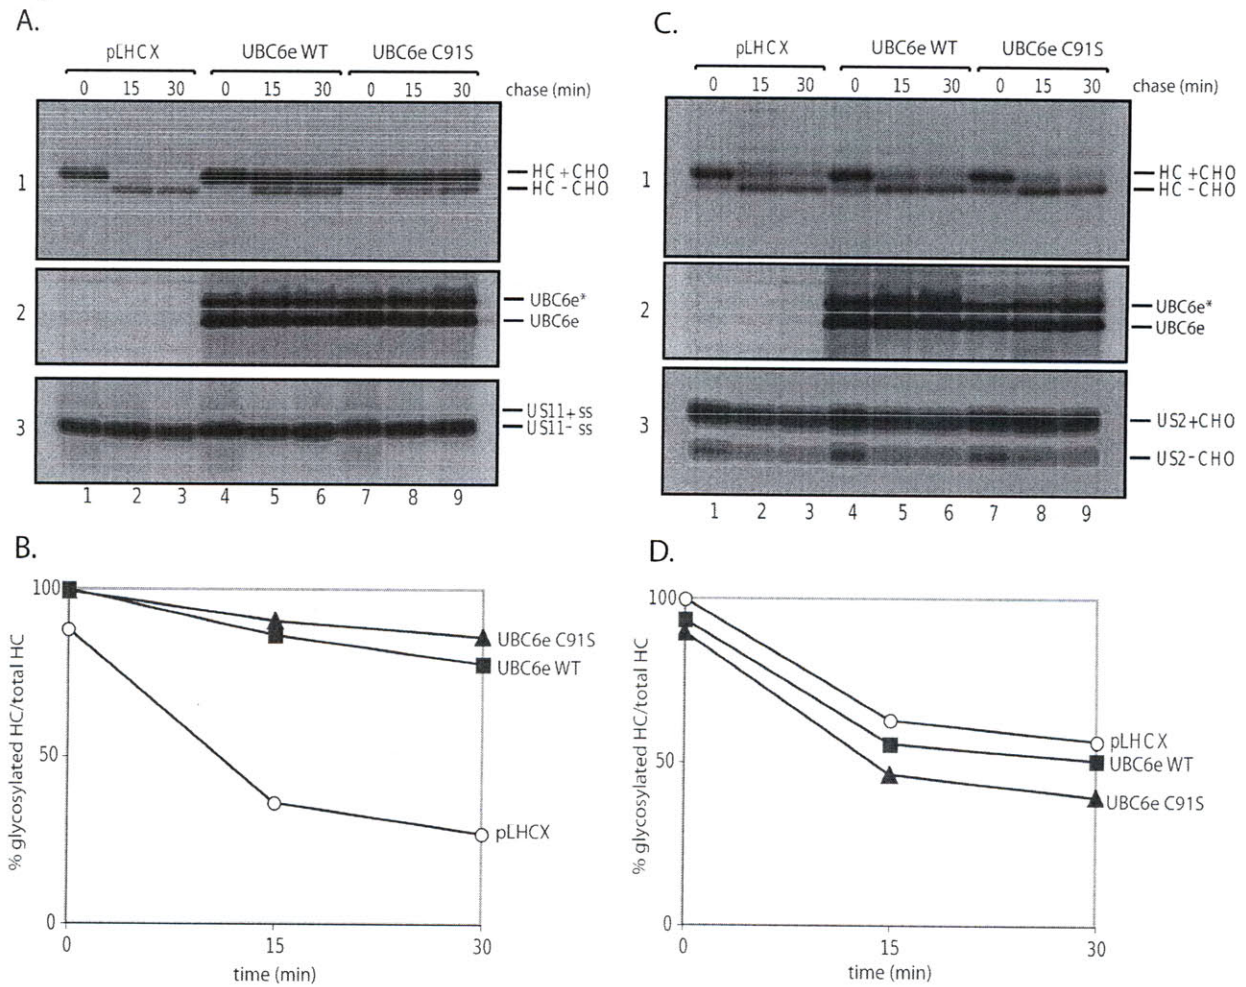 A.
pLHCX UBC6e WT UBC6e C91S
0 15 30 0 15 30 0 15 30 chase (min)
1
HC +CHO
HC -CHO
2
UBC6e*
UBC6e
3
US11+ss
US11-ss
1 2 3 4 5 6 7 8 9
B.
% glycosylated HC/total HC
100
50
0
UBC6e C91S
UBC6e WT
pLHCX
0 15 30
time (min)
C.
pLHCX UBC6e WT UBC6e C91S
0 15 30 0 15 30 0 15 30 chase (min)
1
HC +CHO
HC -CHO
2
UBC6e*
UBC6e
3
US2+CHO
US2-CHO
1 2 3 4 5 6 7 8 9
D.
% glycosylated HC/total HC
100
50
0
pLHCX
UBC6e WT
UBC6e C91S
0 15 30
time (min)